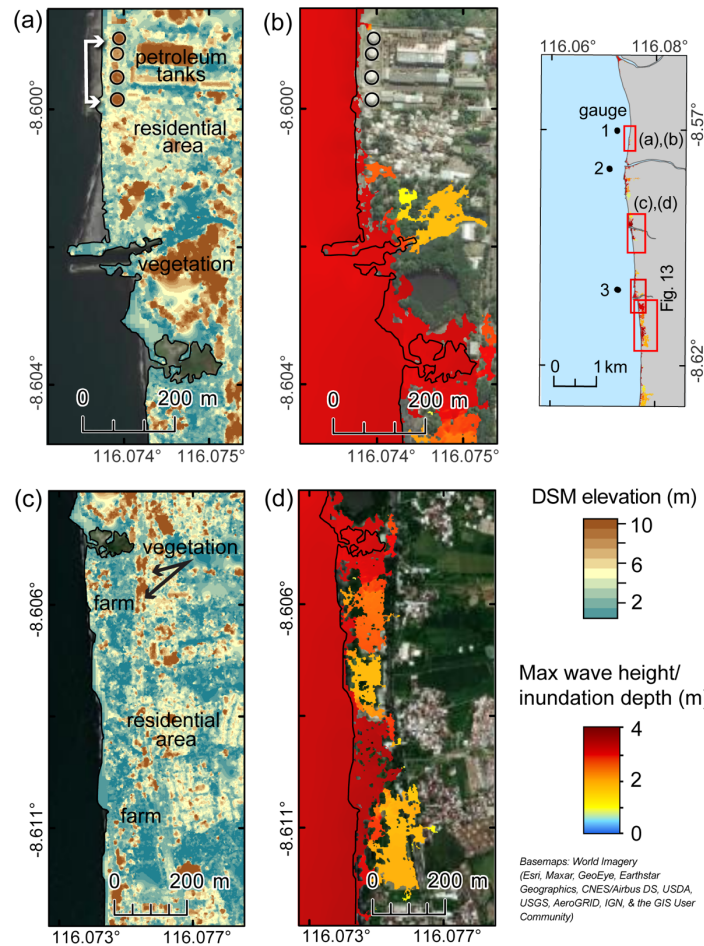 (a)
petroleum
tanks
residential
area
vegetation
-8.600°
-8.604°
0 200 m
116.074° 116.075°
(b)
-8.600°
-8.604°
0 200 m
116.074° 116.075°
116.06° 116.08°
gauge
1
(a),(b)
2
(c),(d)
3
Fig. 13
-8.57°
-8.62°
0 1 km
(c)
vegetation
farm
residential
area
farm
-8.606°
-8.611°
0 200 m
116.073° 116.077°
(d)
-8.606°
-8.611°
0 200 m
116.073° 116.077°
DSM elevation (m)
10
6
2
Max wave height/
inundation depth (m)
4
2
0
Basemaps: World Imagery
(Esri, Maxar, GeoEye, Earthstar
Geographics, CNES/Airbus DS, USDA,
USGS, AeroGRID, IGN, & the GIS User
Community)